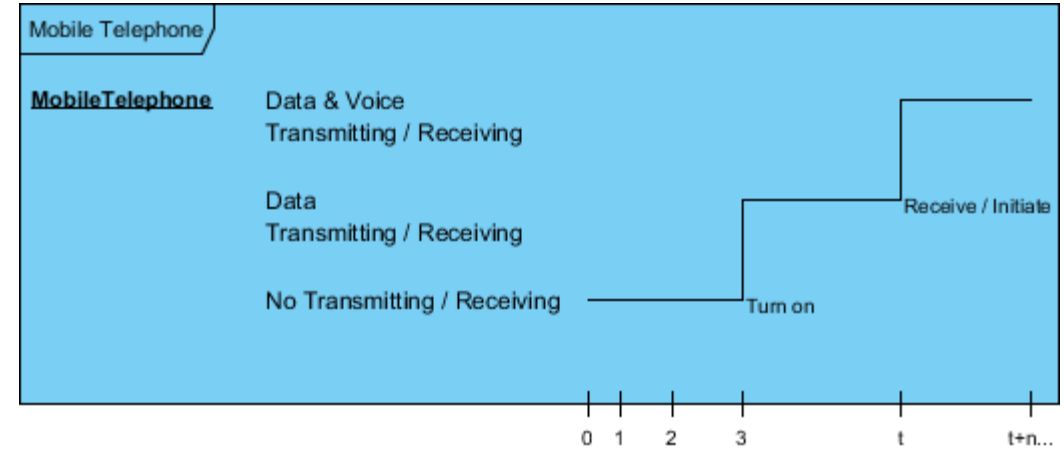 Mobile Telephone
MobileTelephone
Data & Voice
Transmitting / Receiving
Data
Transmitting / Receiving
Receive / Initiate
No Transmitting / Receiving
Turn on
0 1 2 3 t t+n...